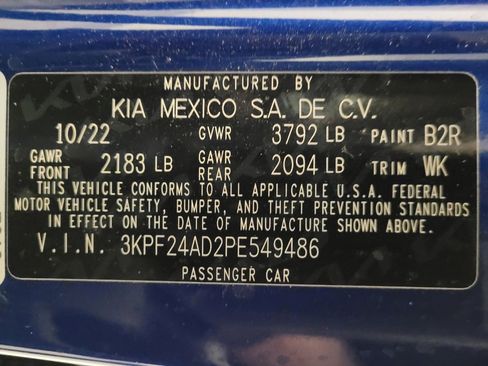 MANUFACTURED BY
KIA MEXICO S.A. DE C.V.
10/22 GVWR 3792 LB PAINT B2R
GAWR FRONT 2183 LB GAWR REAR 2094 LB TRIM WK
THIS VEHICLE CONFORMS TO ALL APPLICABLE U.S.A. FEDERAL
MOTOR VEHICLE SAFETY, BUMPER, AND THEFT PREVENTION STANDARDS
IN EFFECT ON THE DATE OF MANUFACTURE SHOWN ABOVE.
V.I.N. 3KPF24AD2PE549486
PASSENGER CAR